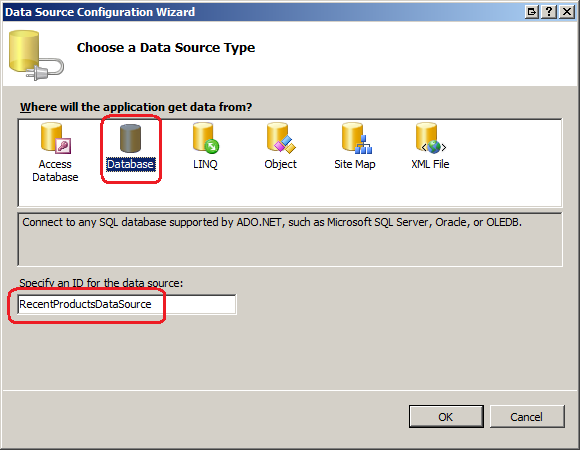 Data Source Configuration Wizard
Choose a Data Source Type
Where will the application get data from?
Access Database
Database
LINQ
Object
Site Map
XML File
Connect to any SQL database supported by ADO.NET, such as Microsoft SQL Server, Oracle, or OLEDB.
Specify an ID for the data source:
RecentProductsDataSource
OK Cancel